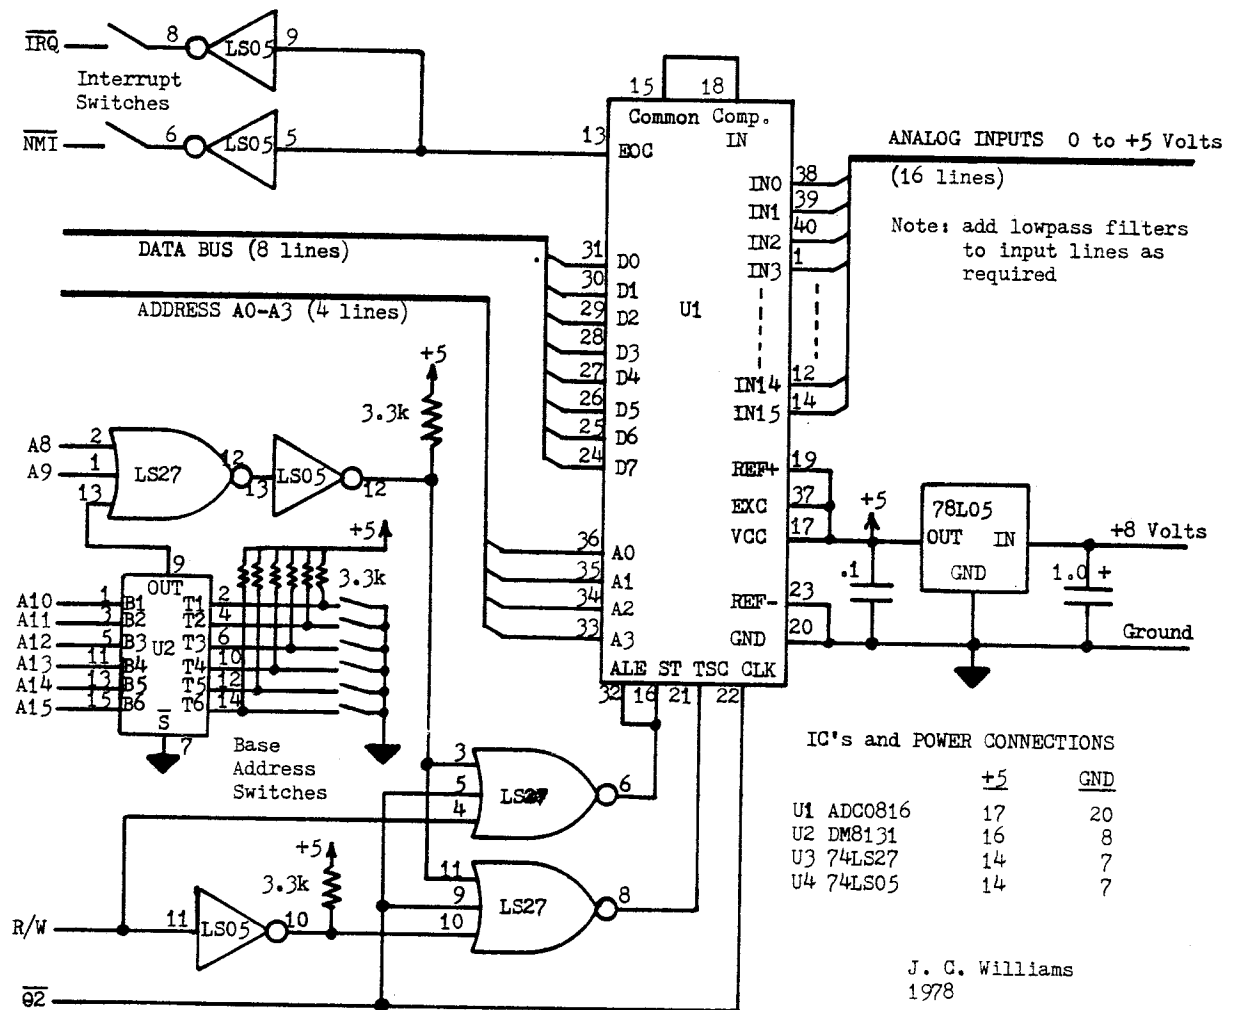 IRQ
8
LS05
9
Interrupt
Switches
NMI
6
LS05
5
15
18
Common Comp.
IN
13
EOC
ANALOG INPUTS 0 to +5 Volts
(16 lines)
Note: add lowpass filters
to input lines as
required
IN0 38
IN1 39
IN2 40
IN3 1
IN14 12
IN15 14
U1
DATA BUS (8 lines)
ADDRESS A0-A3 (4 lines)
31 D0
30 D1
29 D2
28 D3
27 D4
26 D5
25 D6
24 D7
36 A0
35 A1
34 A2
33 A3
REF+ 19
EXC 37
VCC 17
REF- 23
GND 20
ALE ST TSC CLK
32 16 21 22
+5
.1
78L05
OUT IN
GND
1.0 +
+8 Volts
Ground
+5
3.3k
A8 2
A9 1
13
LS27
12
13
LS05
12
+5
3.3k
9
OUT
A10 1 B1 T1 2
A11 3 B2 T2 4
A12 5 B3 T3 6
A13 11 B4 T4 10
A14 13 B5 T5 12
A15 15 B6 T6 14
U2
S
7
Base
Address
Switches
3
5
4
LS27
6
+5
3.3k
11
9
10
LS27
8
R/W
11
LS05
10
θ2
IC's and POWER CONNECTIONS
+5 GND
U1 ADC0816 17 20
U2 DM8131 16 8
U3 74LS27 14 7
U4 74LS05 14 7
J. C. Williams
1978